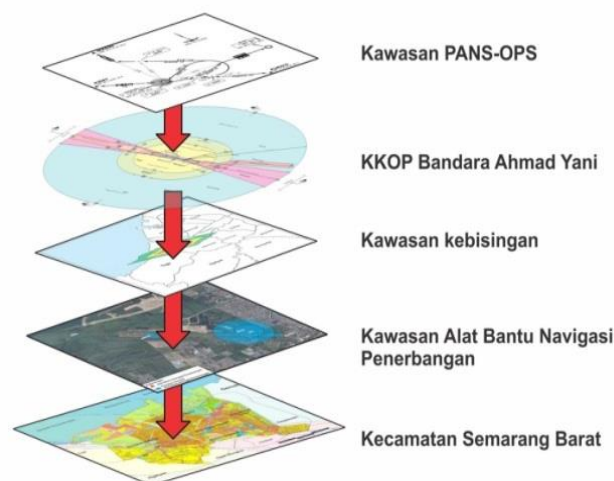 Kawasan PANS-OPS
KKOP Bandara Ahmad Yani
Kawasan kebisingan
Kawasan Alat Bantu Navigasi
Penerbangan
Kecamatan Semarang Barat